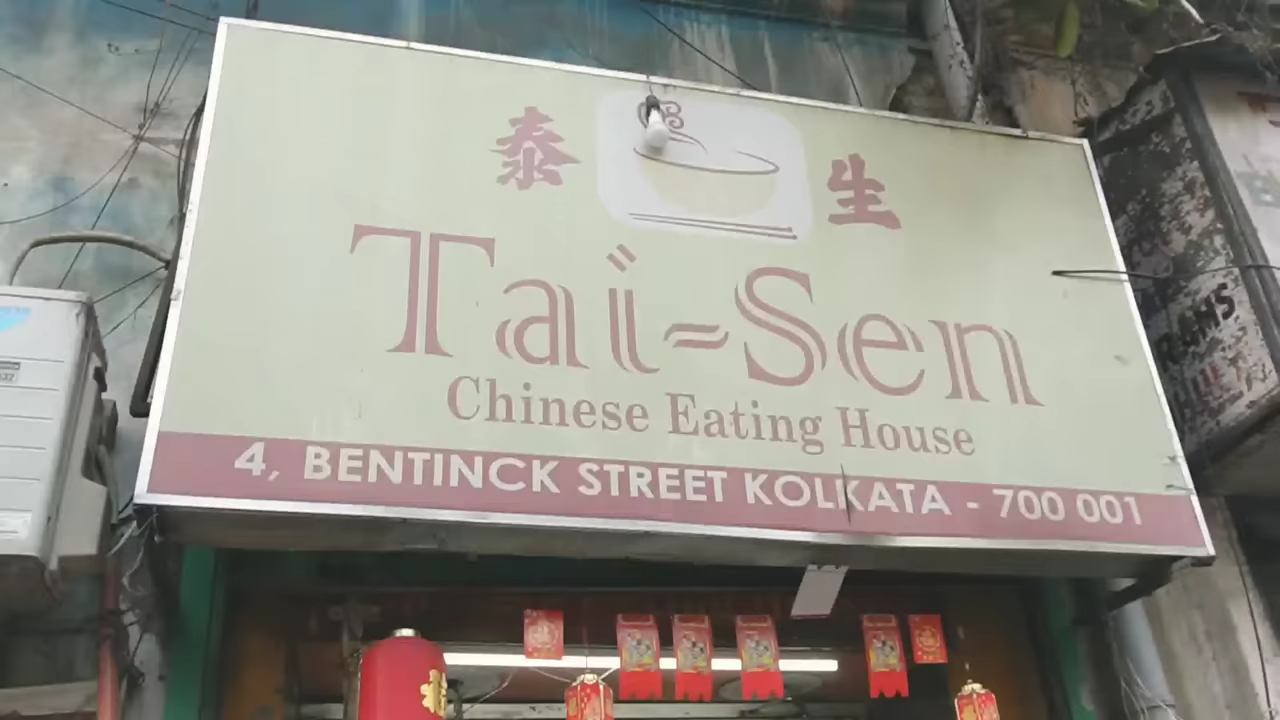 泰 生
Tai-Sen
Chinese Eating House
4, BENTINCK STREET KOLKATA - 700 001